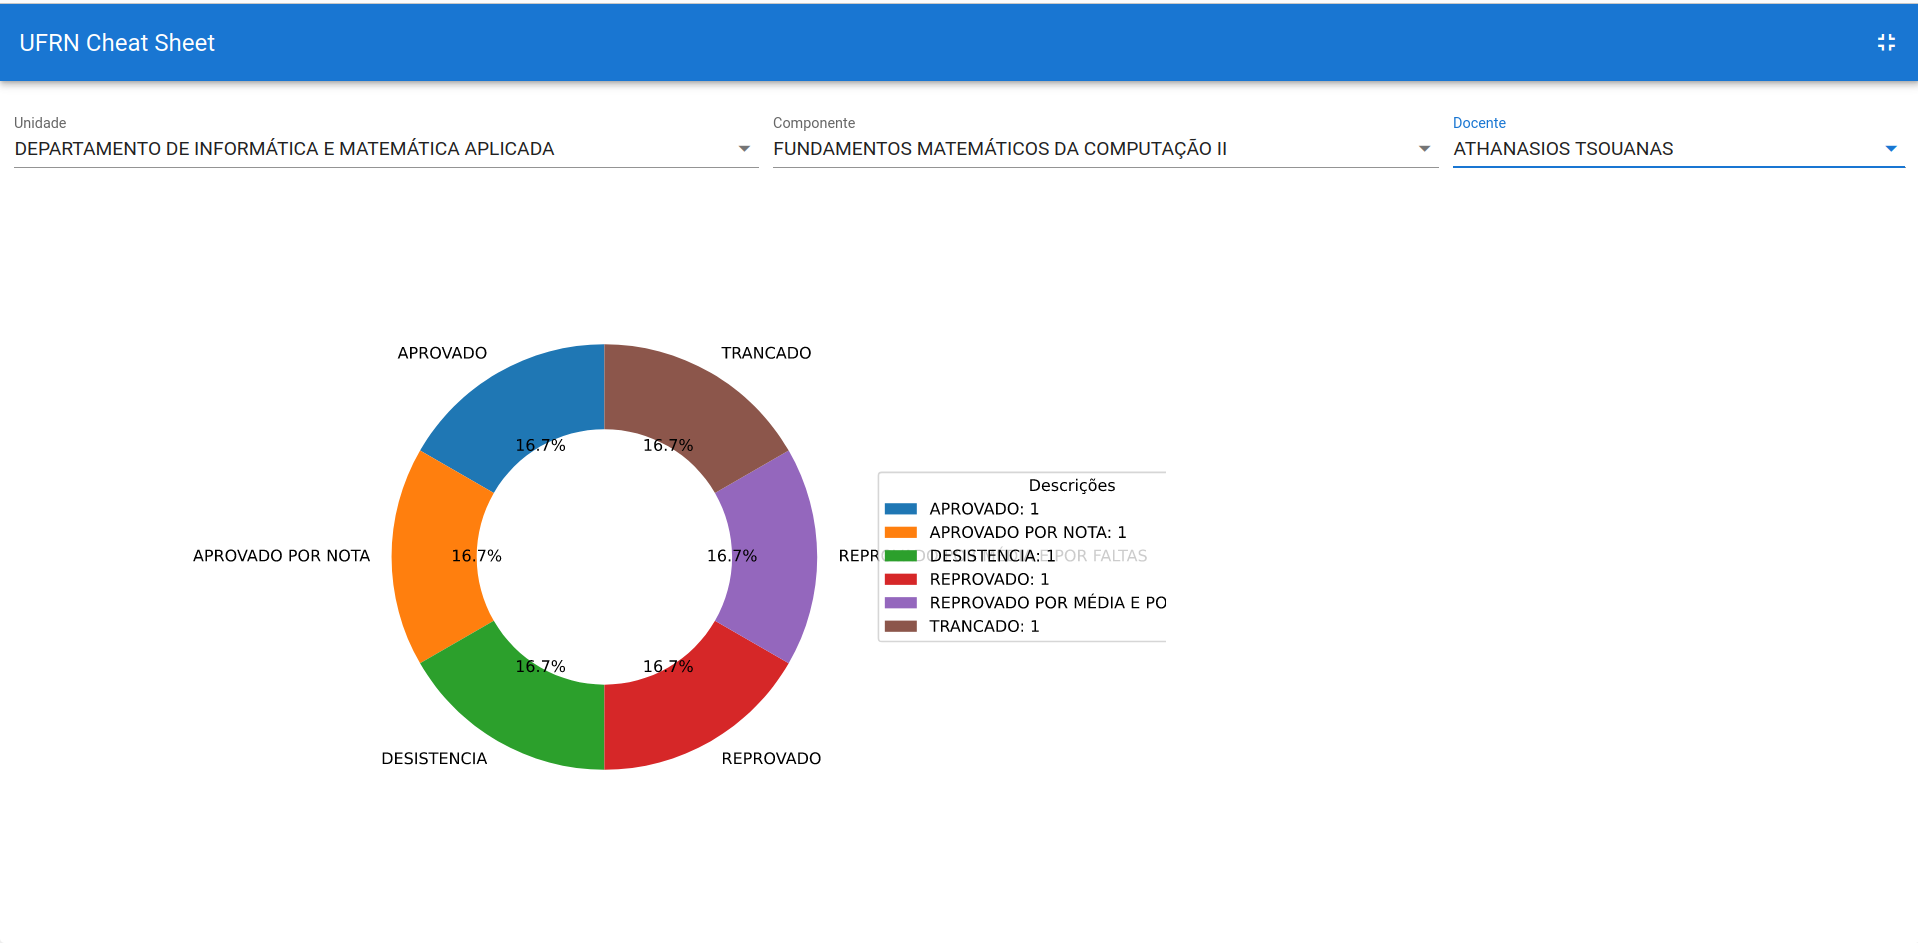 UFRN Cheat Sheet
Unidade
DEPARTAMENTO DE INFORMÁTICA E MATEMÁTICA APLICADA
Componente
FUNDAMENTOS MATEMÁTICOS DA COMPUTAÇÃO II
Docente
ATHANASIOS TSOUANAS
APROVADO
TRANCADO
16.7%
16.7%
APROVADO POR NOTA
16.7%
16.7%
E POR FALTAS
16.7%
16.7%
DESISTENCIA
REPROVADO
Descrições
APROVADO: 1
APROVADO POR NOTA: 1
DESISTENCIA: 1
REPROVADO: 1
REPROVADO POR MÉDIA E PO
TRANCADO: 1